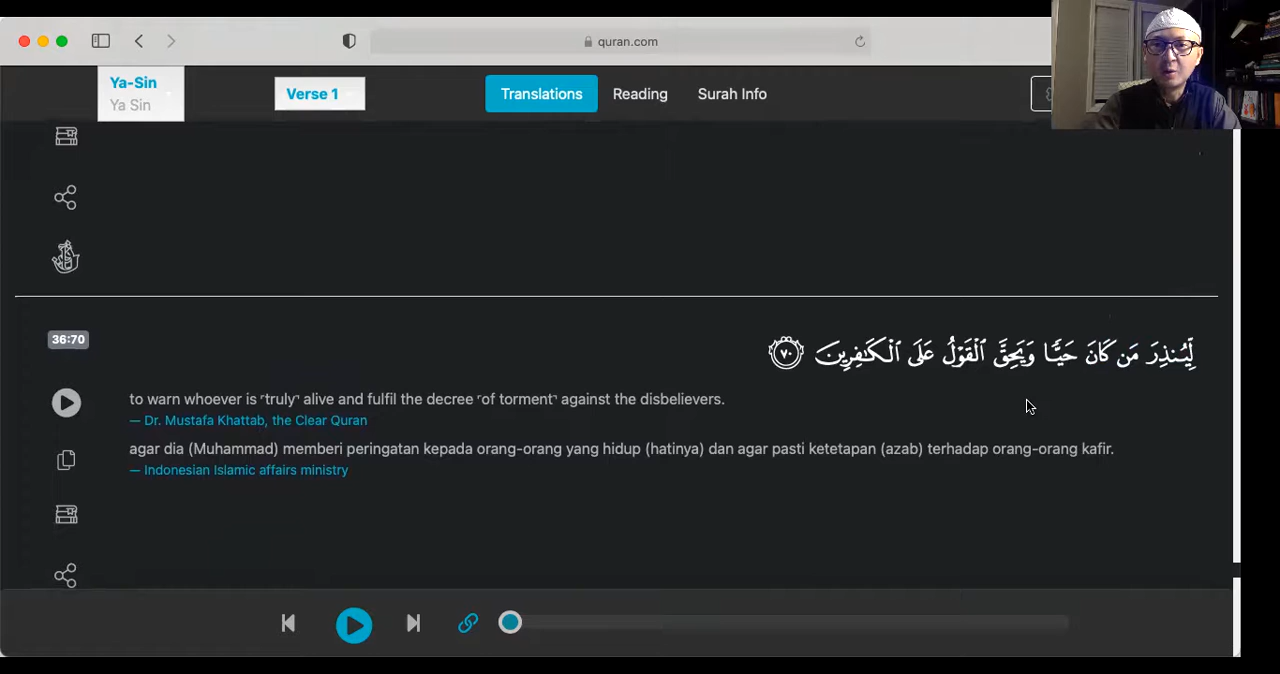 quran.com
Ya-Sin
Ya Sin
Verse 1
Translations
Reading
Surah Info
36:70
لِّيُنذِرَ مَن كَانَ حَيًّا وَيَحِقَّ ٱلْقَوْلُ عَلَى ٱلْكَـٰفِرِينَ ٧٠
to warn whoever is ˹truly˺ alive and fulfil the decree ˹of torment˺ against the disbelievers.
— Dr. Mustafa Khattab, the Clear Quran
agar dia (Muhammad) memberi peringatan kepada orang-orang yang hidup (hatinya) dan agar pasti ketetapan (azab) terhadap orang-orang kafir.
— Indonesian Islamic affairs ministry